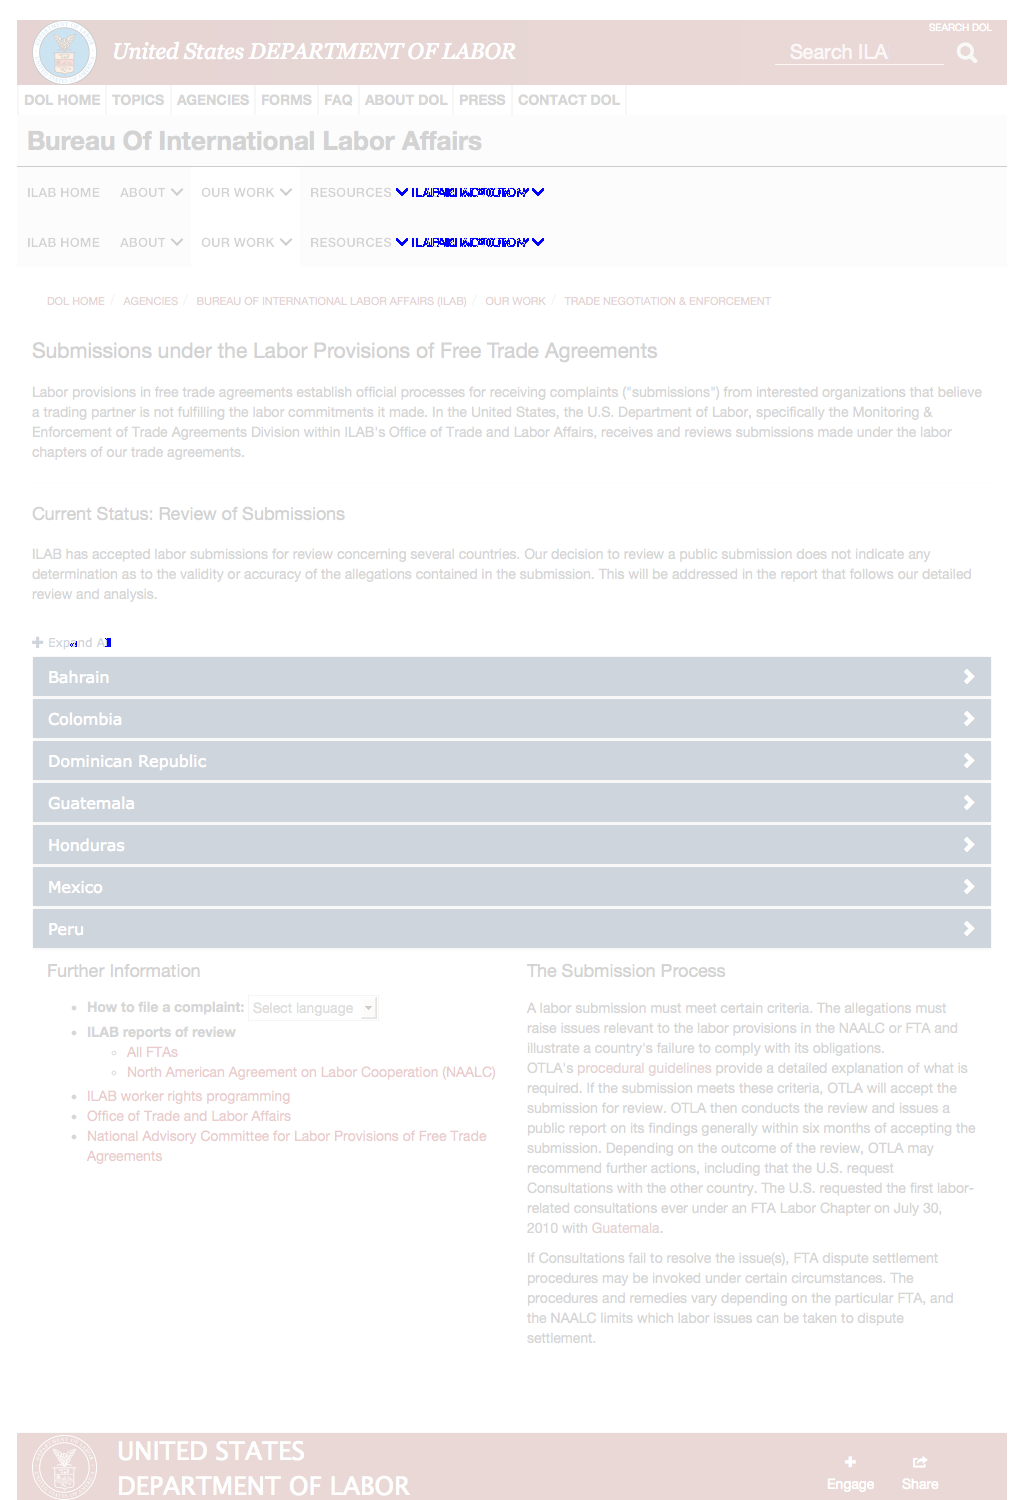 SEARCH DOL
United States DEPARTMENT OF LABOR
Search ILA
DOL HOME TOPICS AGENCIES FORMS FAQ ABOUT DOL PRESS CONTACT DOL
Bureau Of International Labor Affairs
ILAB HOME ABOUT OUR WORK RESOURCES
ILAB HOME ABOUT OUR WORK RESOURCES
DOL HOME / AGENCIES / BUREAU OF INTERNATIONAL LABOR AFFAIRS (ILAB) / OUR WORK / TRADE NEGOTIATION & ENFORCEMENT
Submissions under the Labor Provisions of Free Trade Agreements
Labor provisions in free trade agreements establish official processes for receiving complaints ("submissions") from interested organizations that believe
a trading partner is not fulfilling the labor commitments it made. In the United States, the U.S. Department of Labor, specifically the Monitoring &
Enforcement of Trade Agreements Division within ILAB's Office of Trade and Labor Affairs, receives and reviews submissions made under the labor
chapters of our trade agreements.
Current Status: Review of Submissions
ILAB has accepted labor submissions for review concerning several countries. Our decision to review a public submission does not indicate any
determination as to the validity or accuracy of the allegations contained in the submission. This will be addressed in the report that follows our detailed
review and analysis.
Expand All
Bahrain
Colombia
Dominican Republic
Guatemala
Honduras
Mexico
Peru
Further Information
• How to file a complaint: Select language
• ILAB reports of review
◦ All FTAs
◦ North American Agreement on Labor Cooperation (NAALC)
• ILAB worker rights programming
• Office of Trade and Labor Affairs
• National Advisory Committee for Labor Provisions of Free Trade
Agreements
The Submission Process
A labor submission must meet certain criteria. The allegations must
raise issues relevant to the labor provisions in the NAALC or FTA and
illustrate a country's failure to comply with its obligations.
OTLA's procedural guidelines provide a detailed explanation of what is
required. If the submission meets these criteria, OTLA will accept the
submission for review. OTLA then conducts the review and issues a
public report on its findings generally within six months of accepting the
submission. Depending on the outcome of the review, OTLA may
recommend further actions, including that the U.S. request
Consultations with the other country. The U.S. requested the first labor-
related consultations ever under an FTA Labor Chapter on July 30,
2010 with Guatemala.
If Consultations fail to resolve the issue(s), FTA dispute settlement
procedures may be invoked under certain circumstances. The
procedures and remedies vary depending on the particular FTA, and
the NAALC limits which labor issues can be taken to dispute
settlement.
UNITED STATES
DEPARTMENT OF LABOR
Engage Share